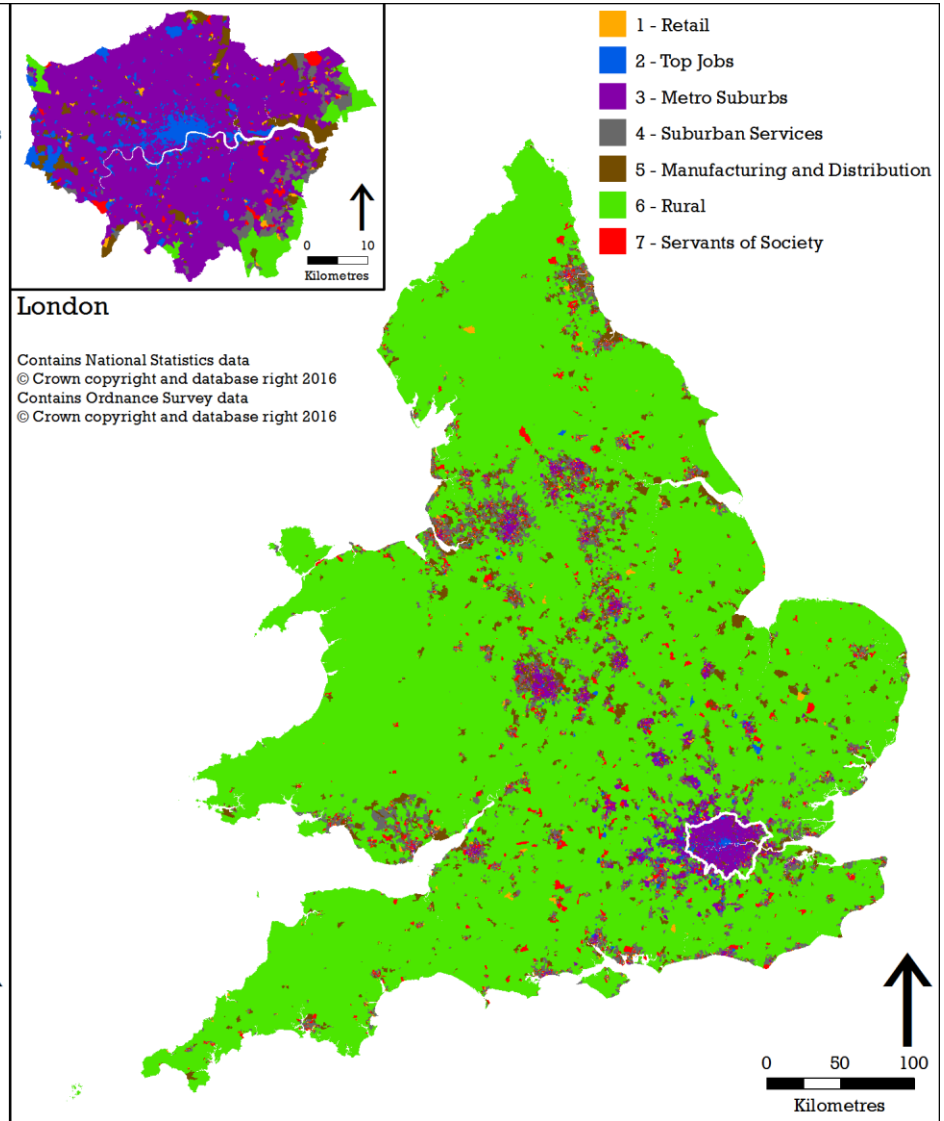 1 - Retail
2 - Top Jobs
3 - Metro Suburbs
4 - Suburban Services
5 - Manufacturing and Distribution
6 - Rural
7 - Servants of Society
0 10
Kilometres
London
Contains National Statistics data
© Crown copyright and database right 2016
Contains Ordnance Survey data
© Crown copyright and database right 2016
0 50 100
Kilometres